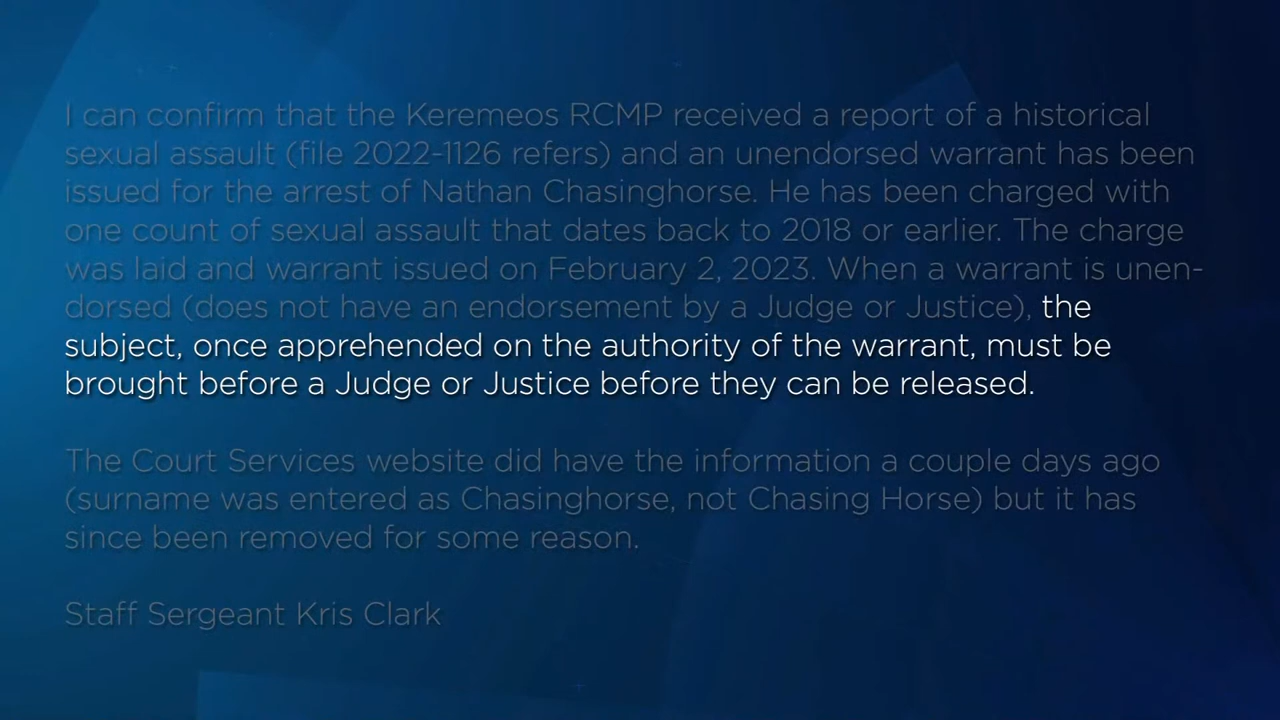 I can confirm that the Keremeos RCMP received a report of a historical
sexual assault (file 2022-1126 refers) and an unendorsed warrant has been
issued for the arrest of Nathan Chasinghorse. He has been charged with
one count of sexual assault that dates back to 2018 or earlier. The charge
was laid and warrant issued on February 2, 2023. When a warrant is unen-
dorsed (does not have an endorsement by a Judge or Justice), the
subject, once apprehended on the authority of the warrant, must be
brought before a Judge or Justice before they can be released.
The Court Services website did have the information a couple days ago
(surname was entered as Chasinghorse, not Chasing Horse) but it has
since been removed for some reason.
Staff Sergeant Kris Clark